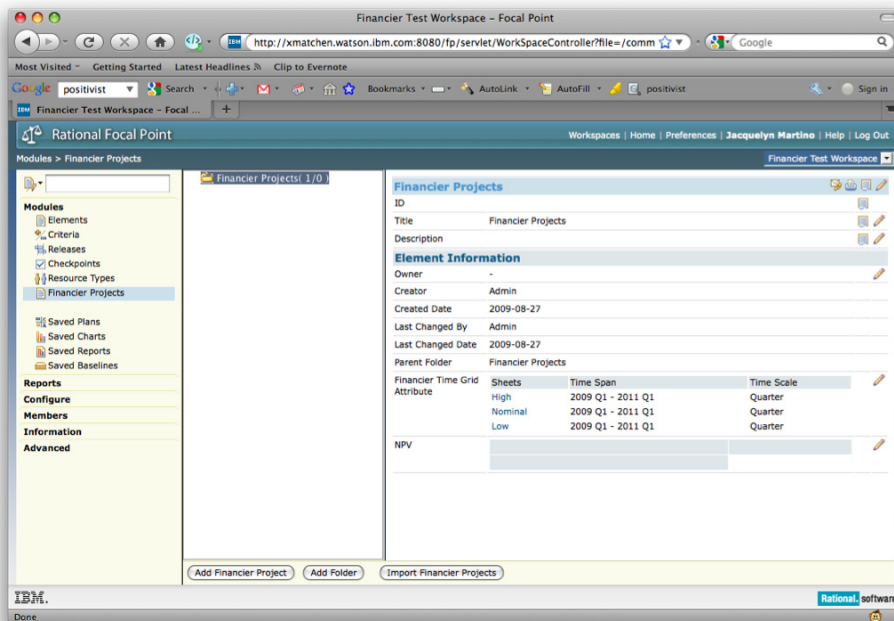 Financier Test Workspace – Focal Point
http://xmatchen.watson.ibm.com:8080/fp/servlet/WorkSpaceController?file=/comm
Google
Most Visited Getting Started Latest Headlines Clip to Evernote
Google positivist Search Bookmarks AutoLink AutoFill positivist Sign in
IBM Financier Test Workspace – Focal ... +
Rational Focal Point
Workspaces | Home | Preferences | Jacquelyn Martino | Help | Log Out
Modules > Financier Projects
Financier Test Workspace
Modules
Elements
Criteria
Releases
Checkpoints
Resource Types
Financier Projects
Saved Plans
Saved Charts
Saved Reports
Saved Baselines
Reports
Configure
Members
Information
Advanced
Financier Projects( 1/0 )
Financier Projects
ID
Title Financier Projects
Description
Element Information
Owner -
Creator Admin
Created Date 2009-08-27
Last Changed By Admin
Last Changed Date 2009-08-27
Parent Folder Financier Projects
Financier Time Grid Attribute
Sheets Time Span Time Scale
High 2009 Q1 - 2011 Q1 Quarter
Nominal 2009 Q1 - 2011 Q1 Quarter
Low 2009 Q1 - 2011 Q1 Quarter
NPV
Add Financier Project Add Folder Import Financier Projects
IBM. Rational. software
Done